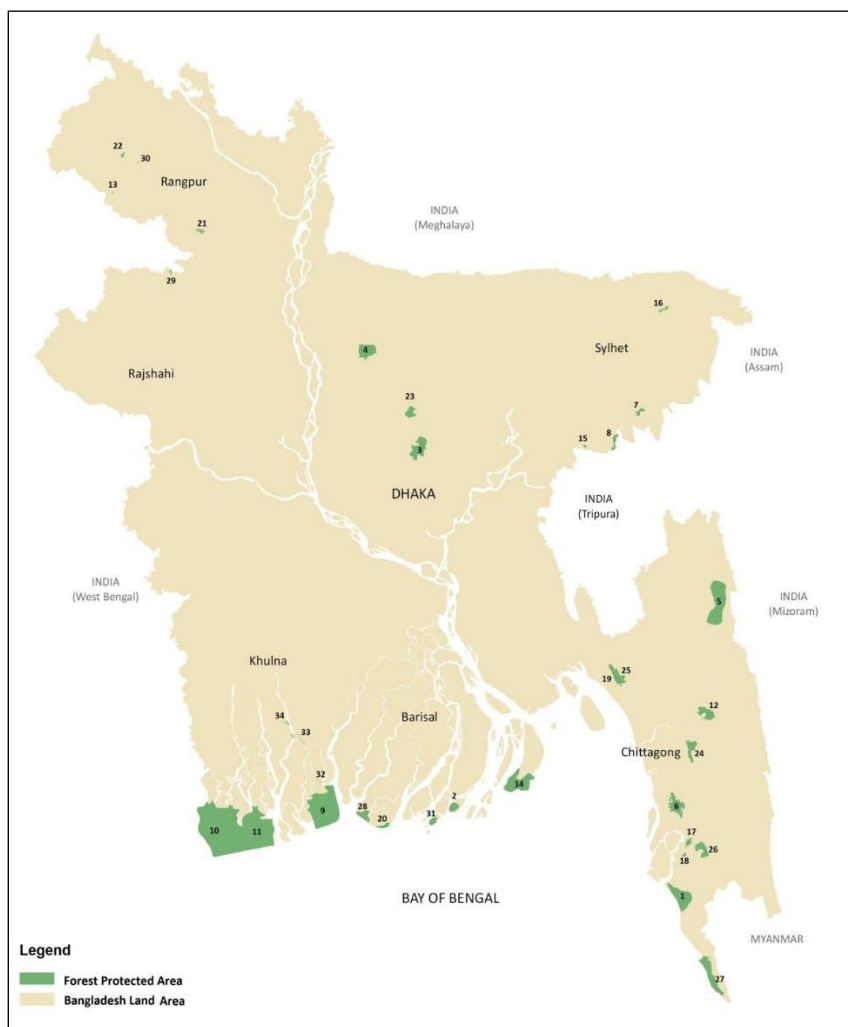 22
30
13
Rangpur
21
29
INDIA
(Meghalaya)
16
Sylhet
INDIA
(Assam)
4
Rajshahi
23
7
8
15
3
DHAKA
INDIA
(Tripura)
INDIA
(West Bengal)
5
INDIA
(Mizoram)
Khulna
25
19
12
34
33
Barisal
Chittagong
24
32
14
2
28
9
6
31
20
10
11
17
26
18
1
BAY OF BENGAL
MYANMAR
27
Legend
Forest Protected Area
Bangladesh Land Area